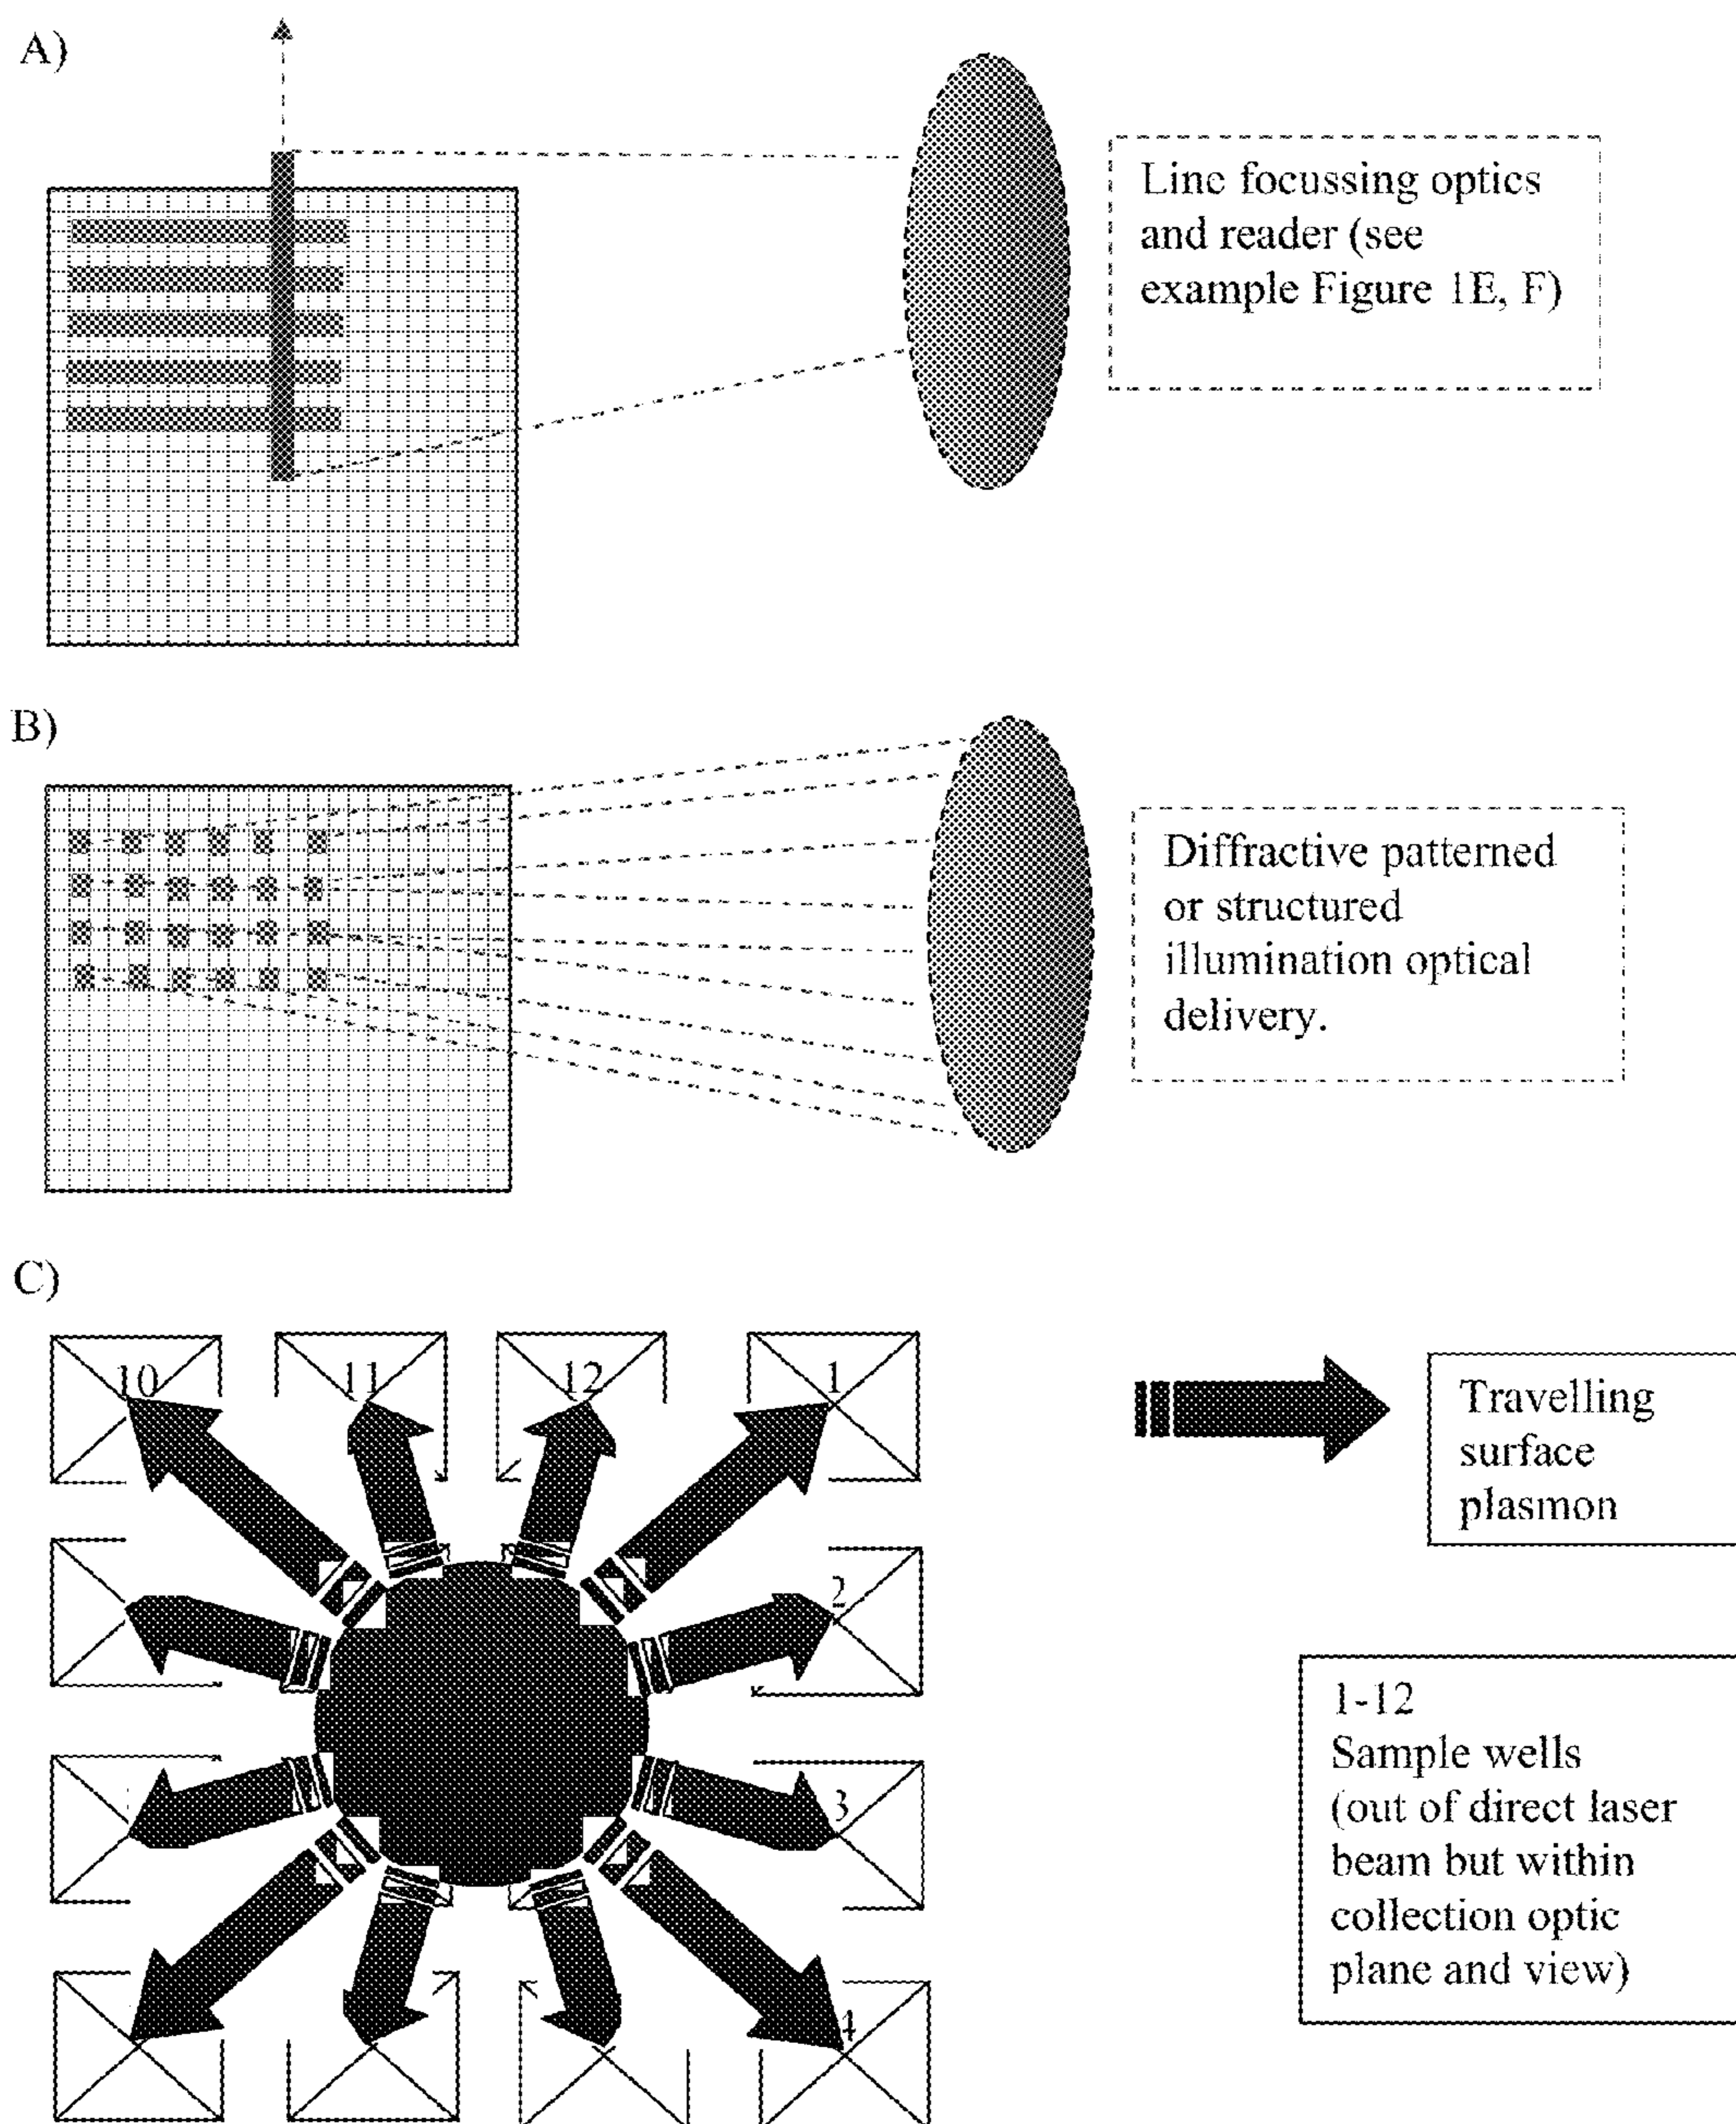 A)
Line focussing optics
and reader (see
example Figure 1E, F)
B)
Diffractive patterned
or structured
illumination optical
delivery.
C)
10
11
12
1
2
3
4
Travelling
surface
plasmon
1-12
Sample wells
(out of direct laser
beam but within
collection optic
plane and view)